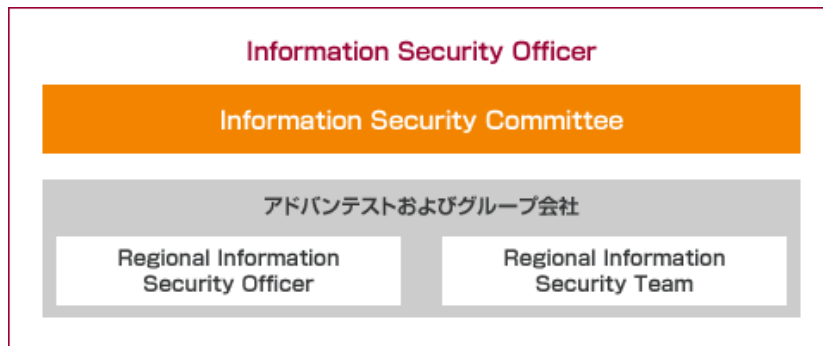 Information Security Officer
Information Security Committee
アドバンテストおよびグループ会社
Regional Information
Security Officer
Regional Information
Security Team